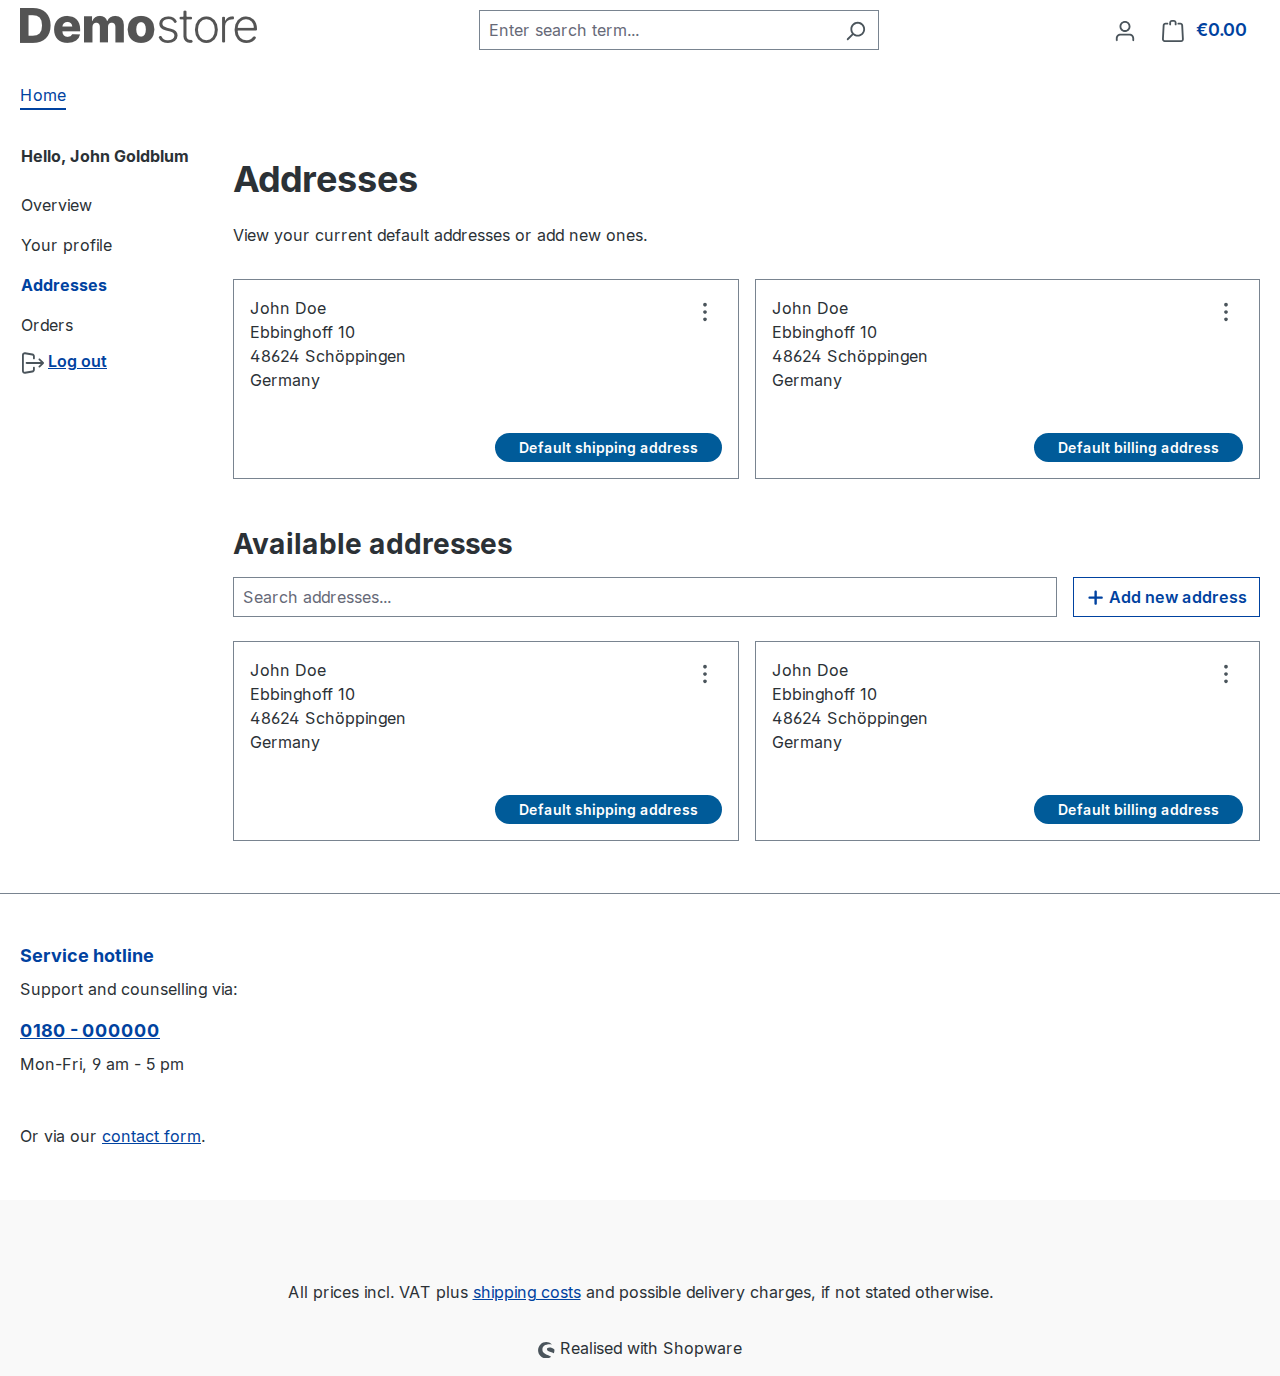 Demostore
Enter search term...
€0.00
Home
Hello, John Goldblum
Overview
Your profile
Addresses
Orders
Log out
Addresses
View your current default addresses or add new ones.
John Doe
Ebbinghoff 10
48624 Schöppingen
Germany
Default shipping address
John Doe
Ebbinghoff 10
48624 Schöppingen
Germany
Default billing address
Available addresses
Search addresses...
Add new address
John Doe
Ebbinghoff 10
48624 Schöppingen
Germany
Default shipping address
John Doe
Ebbinghoff 10
48624 Schöppingen
Germany
Default billing address
Service hotline
Support and counselling via:
0180 - 000000
Mon-Fri, 9 am - 5 pm
Or via our contact form.
All prices incl. VAT plus shipping costs and possible delivery charges, if not stated otherwise.
Realised with Shopware